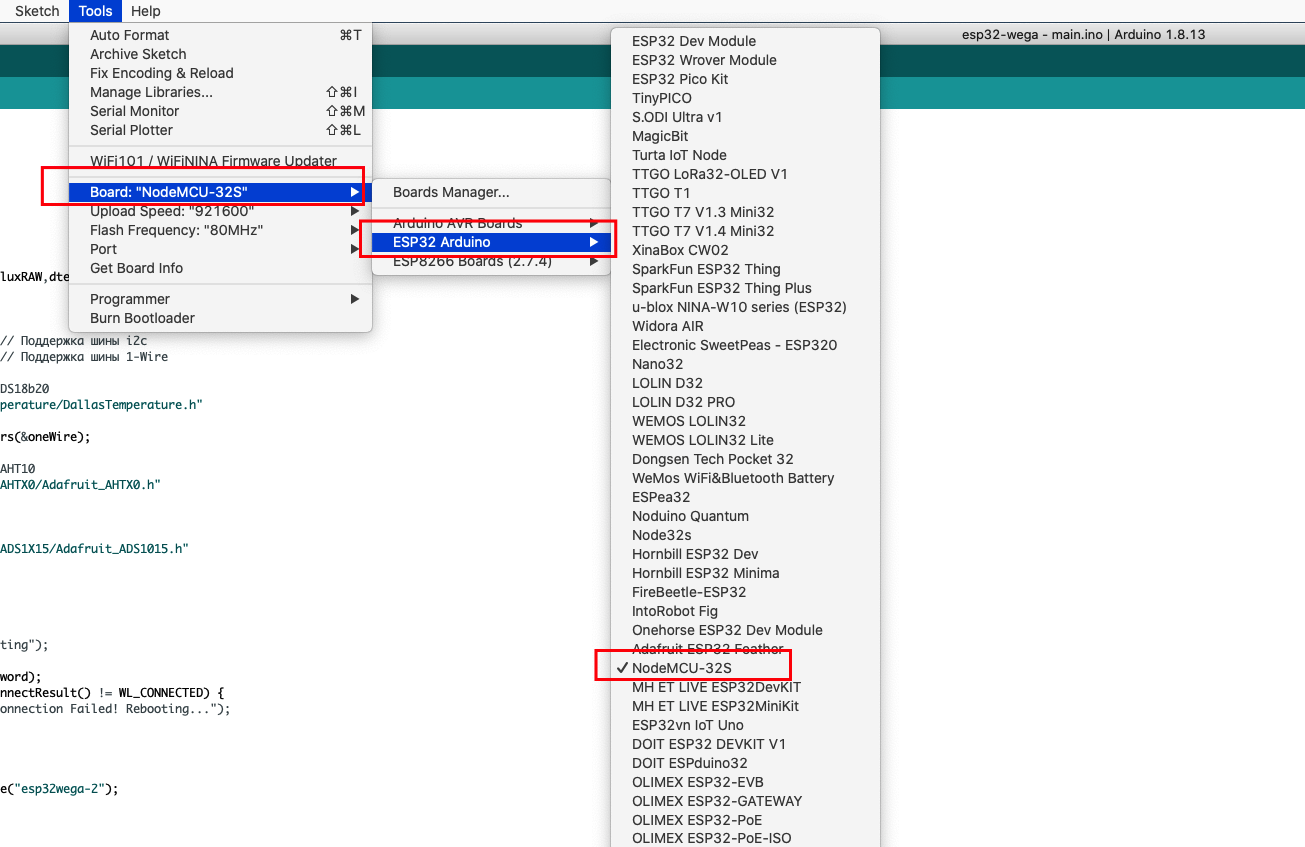 Sketch Tools Help
esp32-wega - main.ino | Arduino 1.8.13
Auto Format ⌘T
Archive Sketch
Fix Encoding & Reload
Manage Libraries... ⇧⌘I
Serial Monitor ⇧⌘M
Serial Plotter ⇧⌘L
WiFi101 / WiFiNINA Firmware Updater
Board: "NodeMCU-32S"
Upload Speed: "921600"
Flash Frequency: "80MHz"
Port
Get Board Info
Programmer
Burn Bootloader
Boards Manager...
Arduino AVR Boards
ESP32 Arduino
ESP8266 Boards (2.7.4)
ESP32 Dev Module
ESP32 Wrover Module
ESP32 Pico Kit
TinyPICO
S.ODI Ultra v1
MagicBit
Turta IoT Node
TTGO LoRa32-OLED V1
TTGO T1
TTGO T7 V1.3 Mini32
TTGO T7 V1.4 Mini32
XinaBox CW02
SparkFun ESP32 Thing
SparkFun ESP32 Thing Plus
u-blox NINA-W10 series (ESP32)
Widora AIR
Electronic SweetPeas - ESP320
Nano32
LOLIN D32
LOLIN D32 PRO
WEMOS LOLIN32
WEMOS LOLIN32 Lite
Dongsen Tech Pocket 32
WeMos WiFi&Bluetooth Battery
ESPea32
Noduino Quantum
Node32s
Hornbill ESP32 Dev
Hornbill ESP32 Minima
FireBeetle-ESP32
IntoRobot Fig
Onehorse ESP32 Dev Module
Adafruit ESP32 Feather
✓ NodeMCU-32S
MH ET LIVE ESP32DevKIT
MH ET LIVE ESP32MiniKit
ESP32vn IoT Uno
DOIT ESP32 DEVKIT V1
DOIT ESPduino32
OLIMEX ESP32-EVB
OLIMEX ESP32-GATEWAY
OLIMEX ESP32-PoE
OLIMEX ESP32-PoE-ISO
luxRAW,dte
// Поддержка шины i2c
// Поддержка шины 1-Wire
DS18b20
perature/DallasTemperature.h"
rs(&oneWire);
AHT10
AHTX0/Adafruit_AHTX0.h"
ADS1X15/Adafruit_ADS1015.h"
ting");
word);
nnectResult() != WL_CONNECTED) {
onnection Failed! Rebooting...");
e("esp32wega-2");